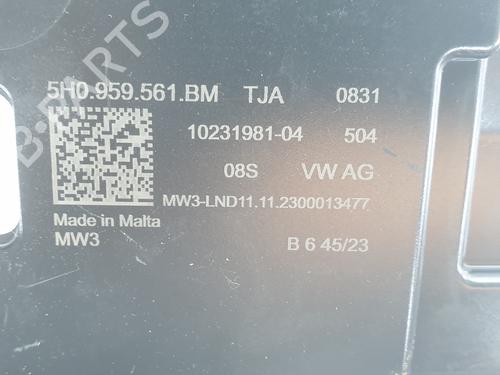 5H0.959.561.BM TJA 0831
10231981-04 504
08S VW AG
MW3-LND11.11.2300013477
Made in Malta
MW3 B 6 45/23
B-PARTS